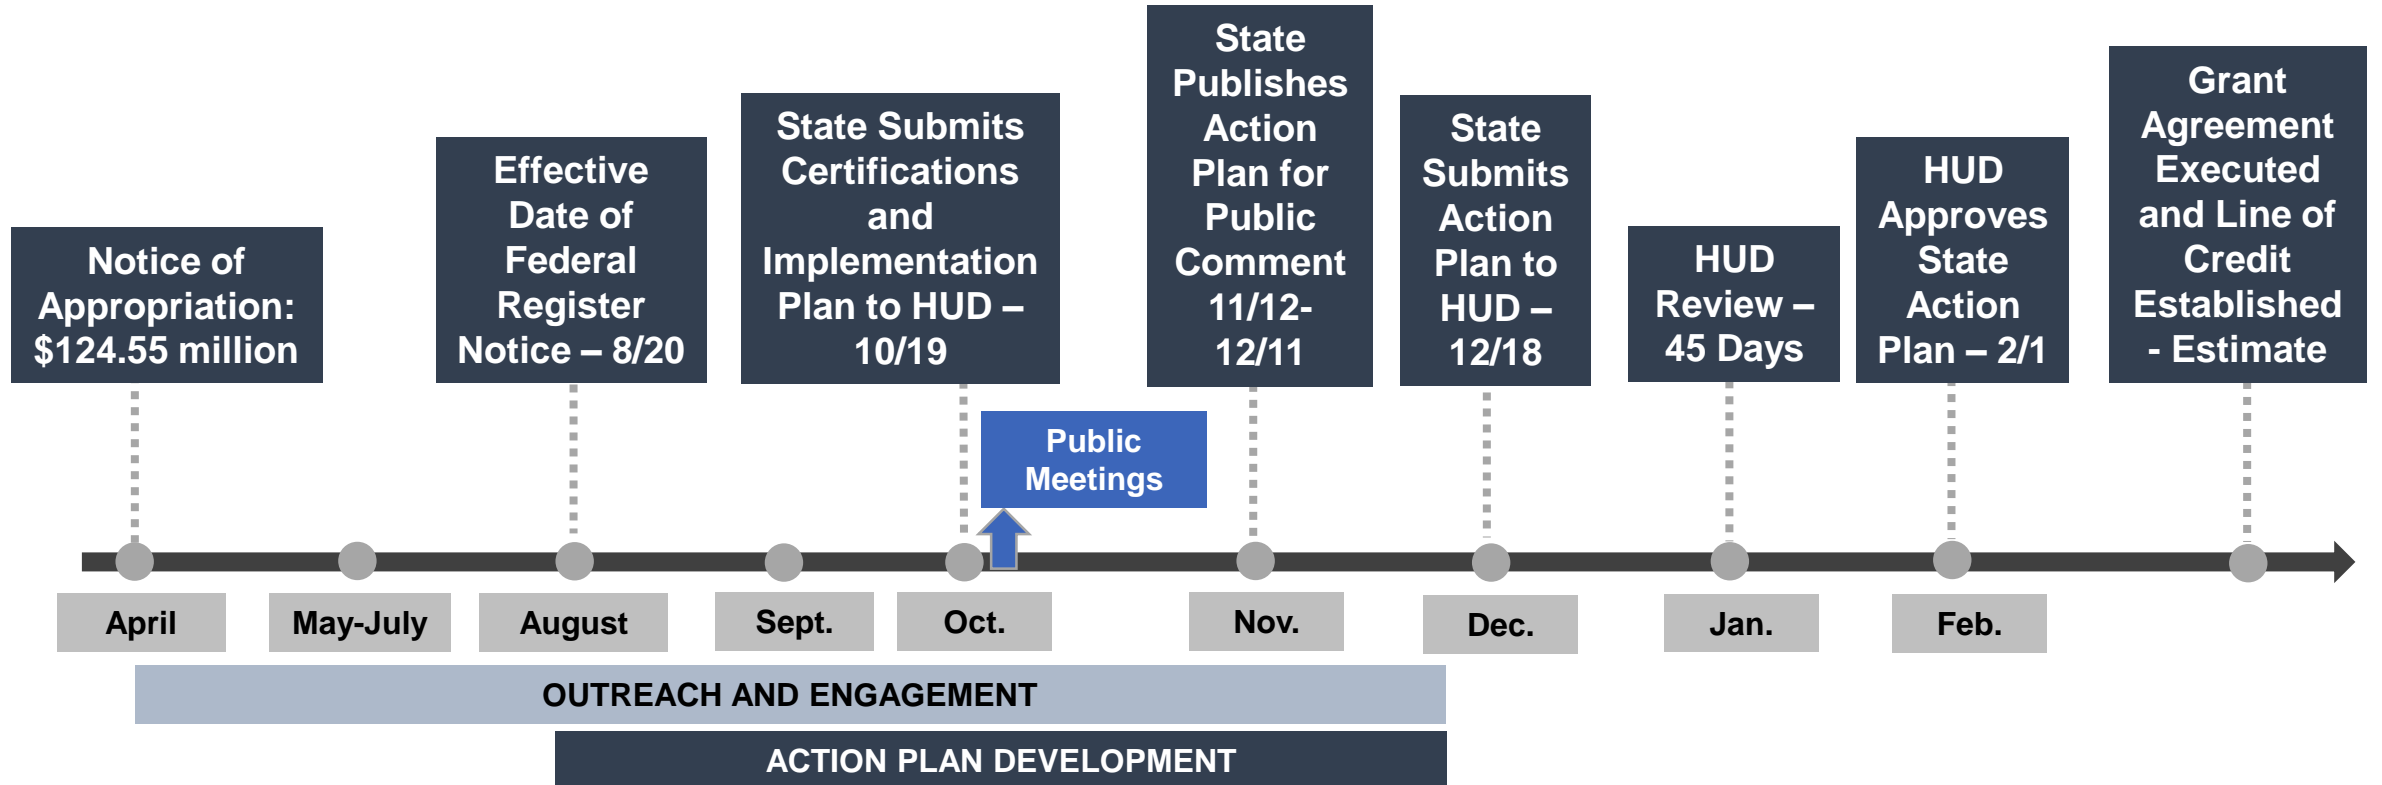 Notice of
Appropriation:
$124.55 million
Effective
Date of
Federal
Register
Notice – 8/20
State Submits
Certifications
and
Implementation
Plan to HUD –
10/19
Public
Meetings
State
Publishes
Action
Plan for
Public
Comment
11/12-
12/11
State
Submits
Action
Plan to
HUD –
12/18
HUD
Review –
45 Days
HUD
Approves
State
Action
Plan – 2/1
Grant
Agreement
Executed
and Line of
Credit
Established
- Estimate
April
May-July
August
Sept.
Oct.
Nov.
Dec.
Jan.
Feb.
OUTREACH AND ENGAGEMENT
ACTION PLAN DEVELOPMENT